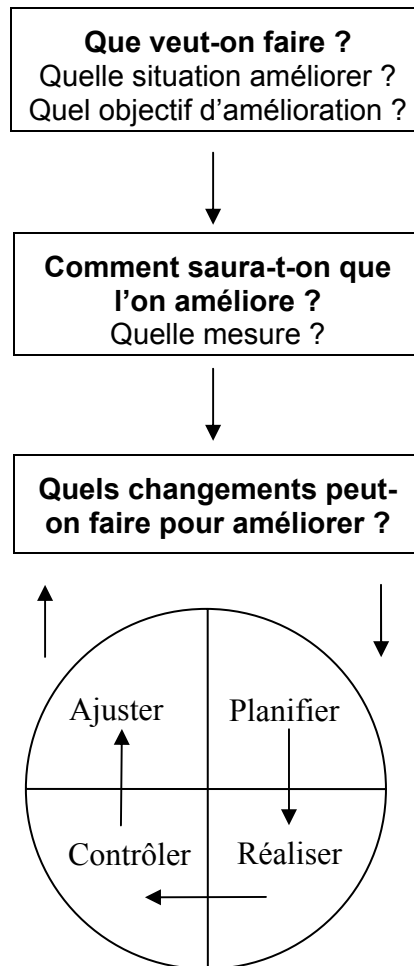 Que veut-on faire ?
Quelle situation améliorer ?
Quel objectif d’amélioration ?
Comment saura-t-on que
l’on améliore ?
Quelle mesure ?
Quels changements peut-
on faire pour améliorer ?
Ajuster
Planifier
Contrôler
Réaliser